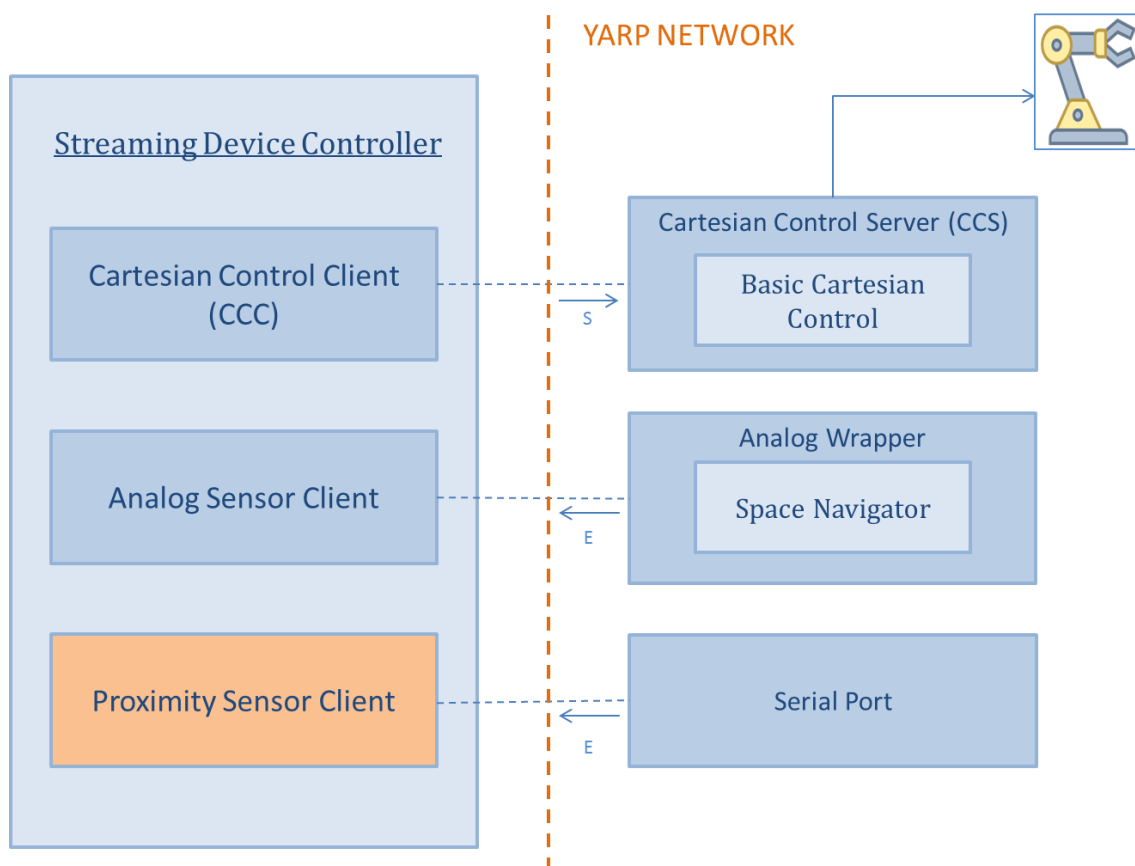 YARP NETWORK
Streaming Device Controller
Cartesian Control Client
(CCC)
S
Cartesian Control Server (CCS)
Basic Cartesian
Control
Analog Sensor Client
E
Analog Wrapper
Space Navigator
Proximity Sensor Client
E
Serial Port